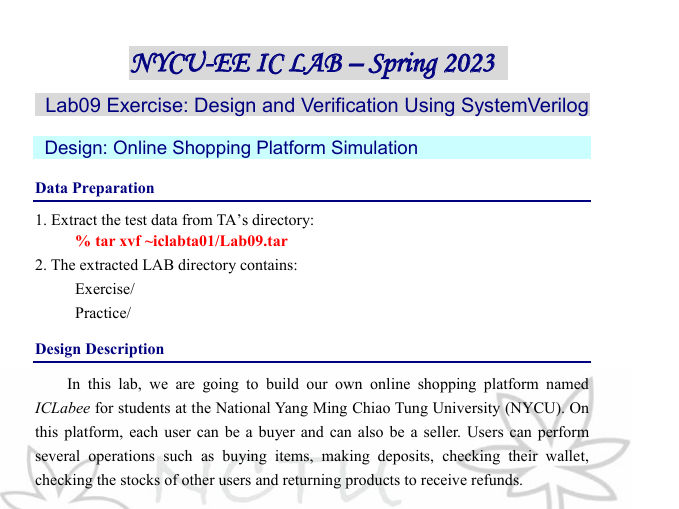 NYCU-EE IC LAB – Spring 2023
Lab09 Exercise: Design and Verification Using SystemVerilog
Design: Online Shopping Platform Simulation
Data Preparation
1. Extract the test data from TA's directory:
% tar xvf ~iclabta01/Lab09.tar
2. The extracted LAB directory contains:
Exercise/
Practice/
Design Description
In this lab, we are going to build our own online shopping platform named
ICLabee for students at the National Yang Ming Chiao Tung University (NYCU). On
this platform, each user can be a buyer and can also be a seller. Users can perform
several operations such as buying items, making deposits, checking their wallet,
checking the stocks of other users and returning products to receive refunds.
NCTU